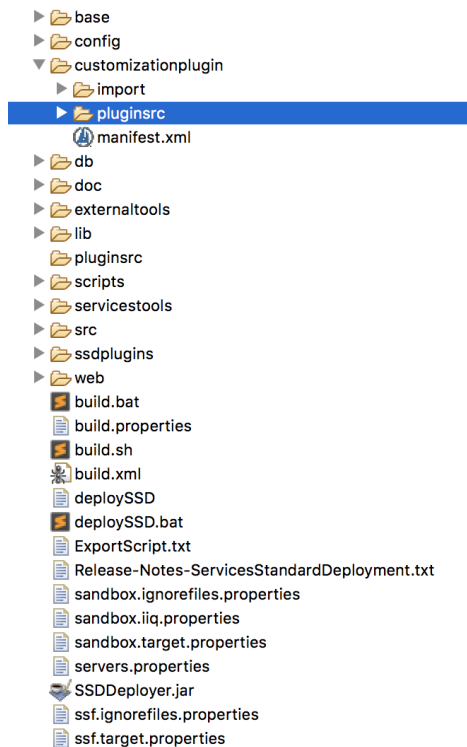 base
config
customizationplugin
import
pluginsrc
manifest.xml
db
doc
externaltools
lib
pluginsrc
scripts
servicestools
src
ssdplugins
web
build.bat
build.properties
build.sh
build.xml
deploySSD
deploySSD.bat
ExportScript.txt
Release-Notes-ServicesStandardDeployment.txt
sandbox.ignorefiles.properties
sandbox.iiq.properties
sandbox.target.properties
servers.properties
SSDDeployer.jar
ssf.ignorefiles.properties
ssf.target.properties